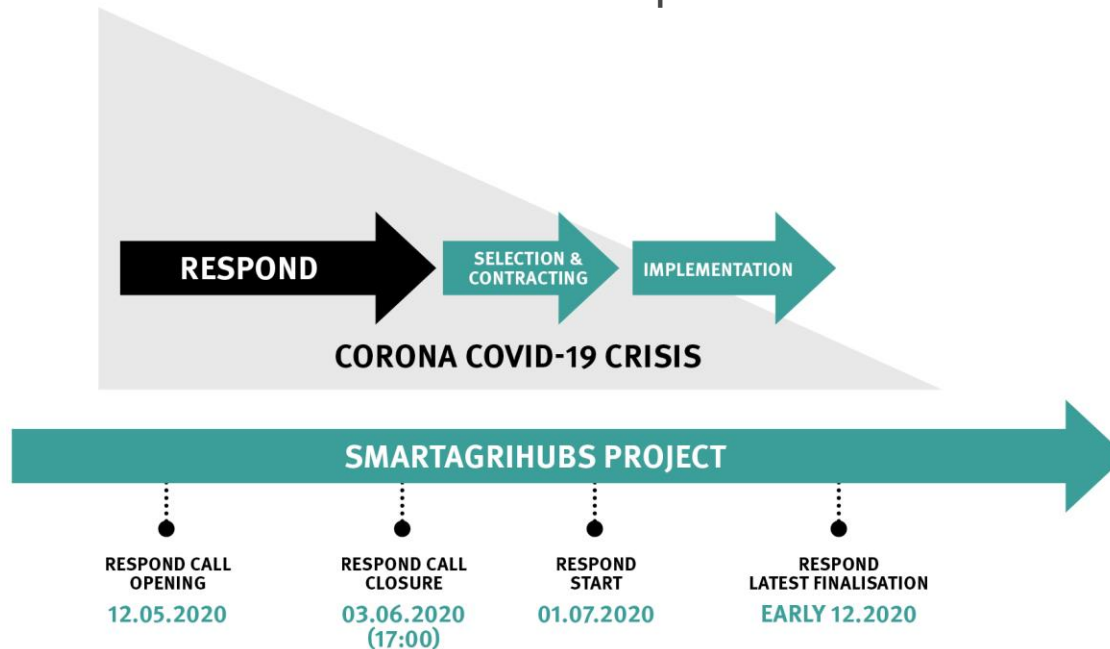 RESPOND
SELECTION &
CONTRACTING
IMPLEMENTATION
CORONA COVID-19 CRISIS
SMARTAGRIHUBS PROJECT
RESPOND CALL
OPENING
12.05.2020
RESPOND CALL
CLOSURE
03.06.2020
(17:00)
RESPOND
START
01.07.2020
RESPOND
LATEST FINALISATION
EARLY 12.2020